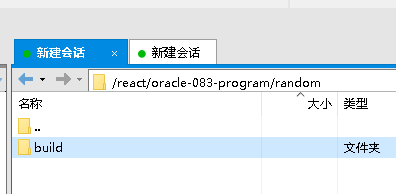 新建会话 × 新建会话
/react/oracle-083-program/random
名称 大小 类型
..
build 文件夹